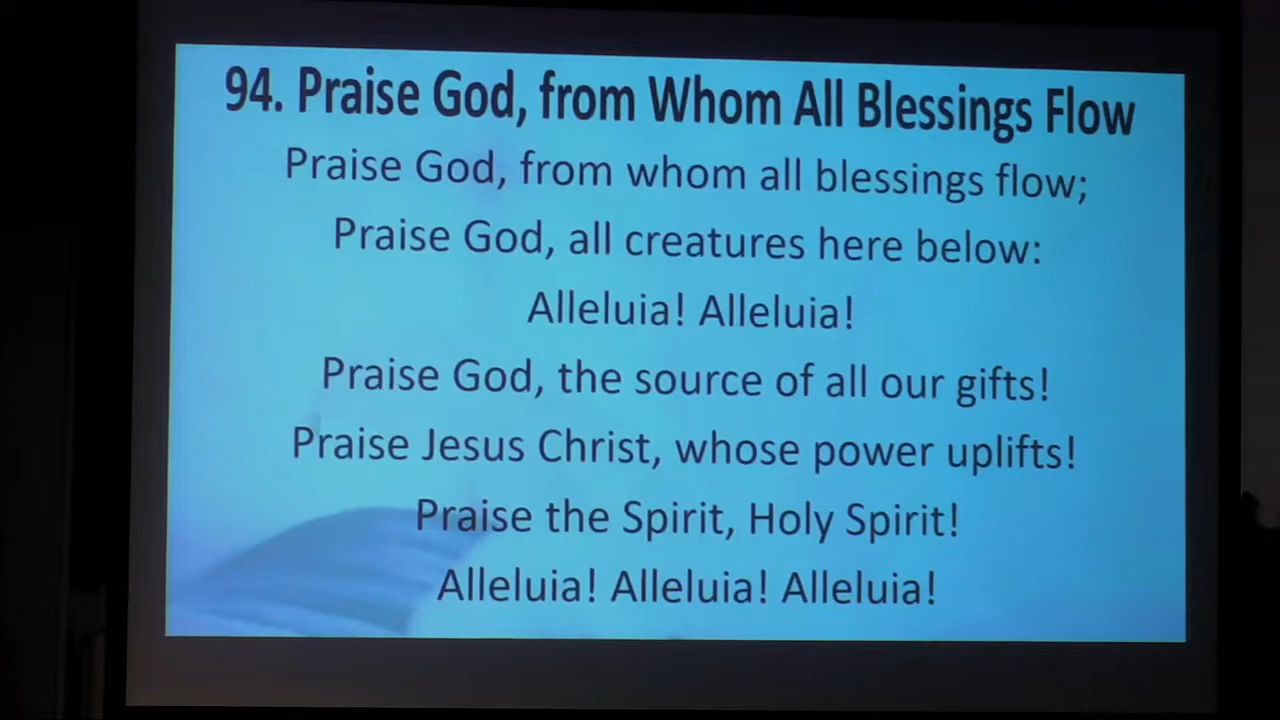 94. Praise God, from Whom All Blessings Flow
Praise God, from whom all blessings flow;
Praise God, all creatures here below:
Alleluia! Alleluia!
Praise God, the source of all our gifts!
Praise Jesus Christ, whose power uplifts!
Praise the Spirit, Holy Spirit!
Alleluia! Alleluia! Alleluia!